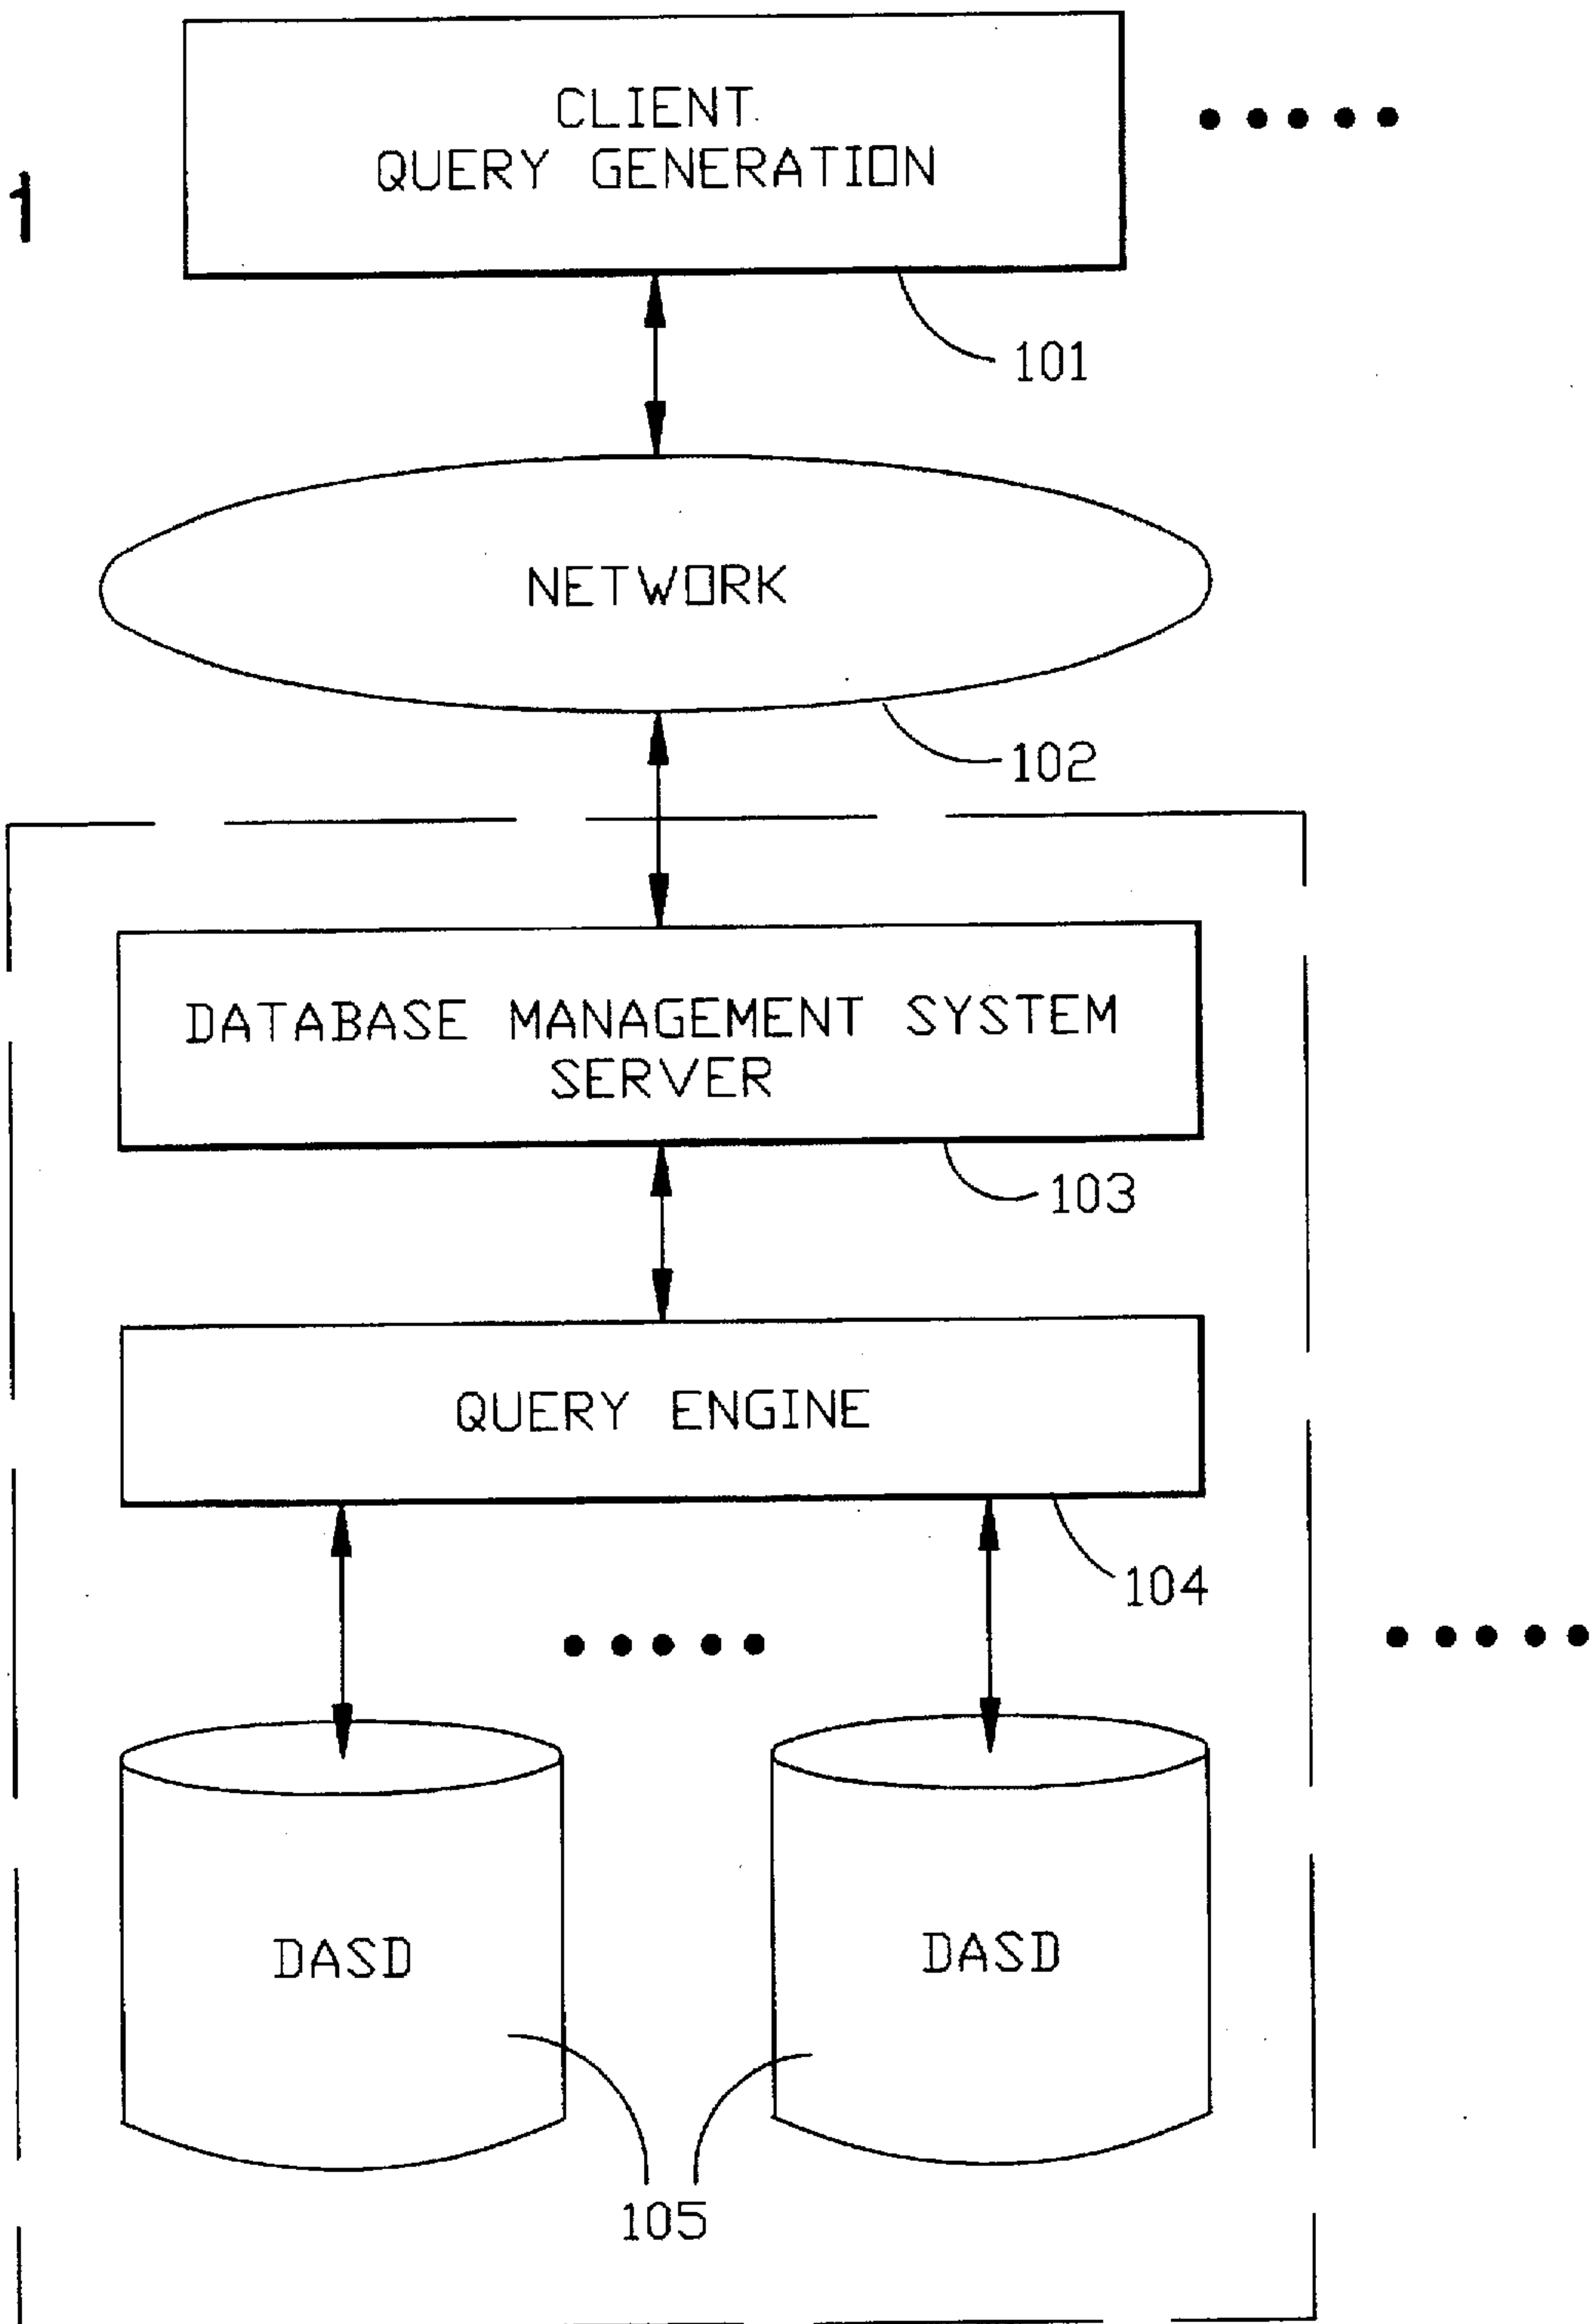 1
CLIENT
QUERY GENERATION
101
NETWORK
102
DATABASE MANAGEMENT SYSTEM
SERVER
103
QUERY ENGINE
104
DASD
DASD
105